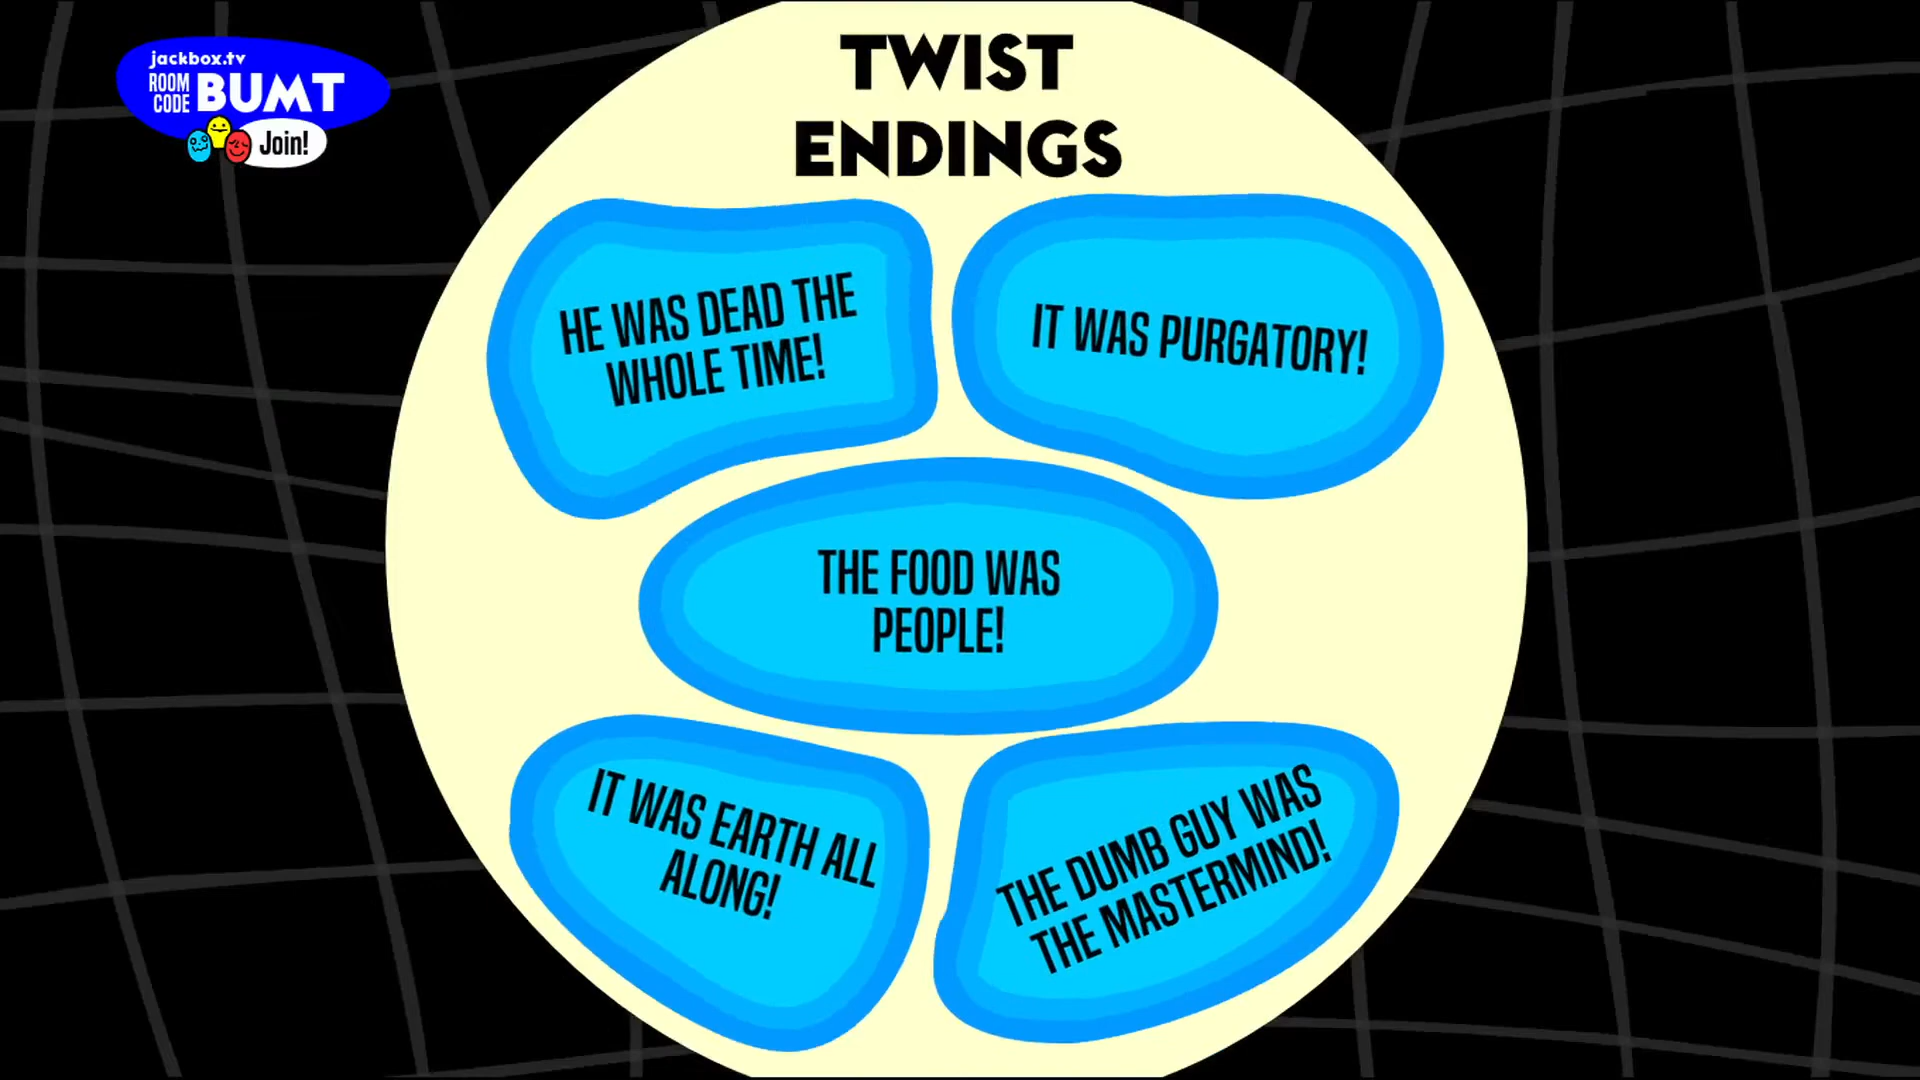 jackbox.tv
ROOM
CODE
BUMT
Join!
TWIST
ENDINGS
HE WAS DEAD THE
WHOLE TIME!
IT WAS PURGATORY!
THE FOOD WAS
PEOPLE!
IT WAS EARTH ALL
ALONG!
THE DUMB GUY WAS
THE MASTERMIND!